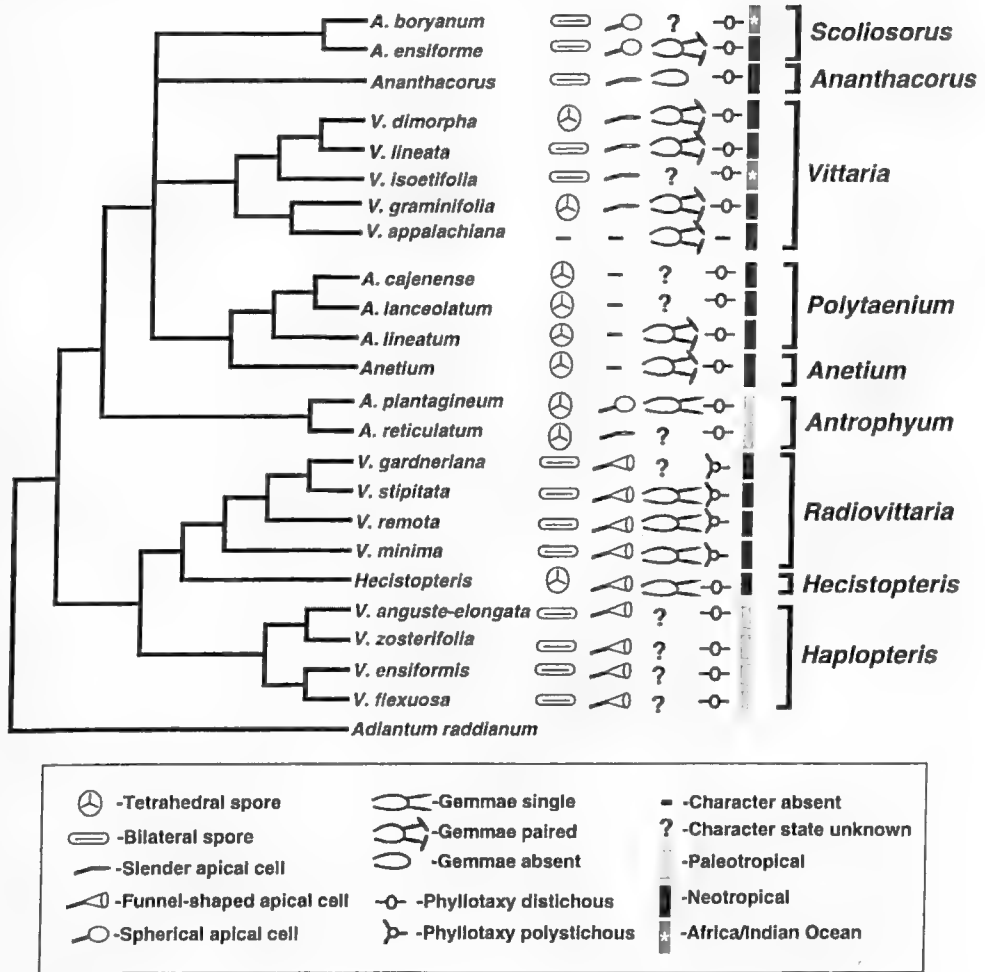 A. boryanum ? *
A. ensiforme
Scoliosorus
Ananthacorus
Ananthacorus
V. dimorpha
V. lineata
V. isoetifolia ? *
V. graminifolia
V. appalachiana - - -
Vittaria
A. cajenense - ?
A. lanceolatum - ?
A. lineatum -
Polytaenium
Anetium -
Anetium
A. plantagineum
A. reticulatum ?
Antrophyum
V. gardneriana ?
V. stipitata
V. remota
V. minima
Radiovittaria
Hecistopteris
Hecistopteris
V. anguste-elongata ?
V. zosterifolia ?
V. ensiformis ?
V. flexuosa ?
Haplopteris
Adiantum raddianum
-Tetrahedral spore
-Bilateral spore
-Slender apical cell
-Funnel-shaped apical cell
-Spherical apical cell
-Gemmae single
-Gemmae paired
-Gemmae absent
-Phyllotaxy distichous
-Phyllotaxy polystichous
- -Character absent
? -Character state unknown
-Paleotropical
-Neotropical
* -Africa/Indian Ocean